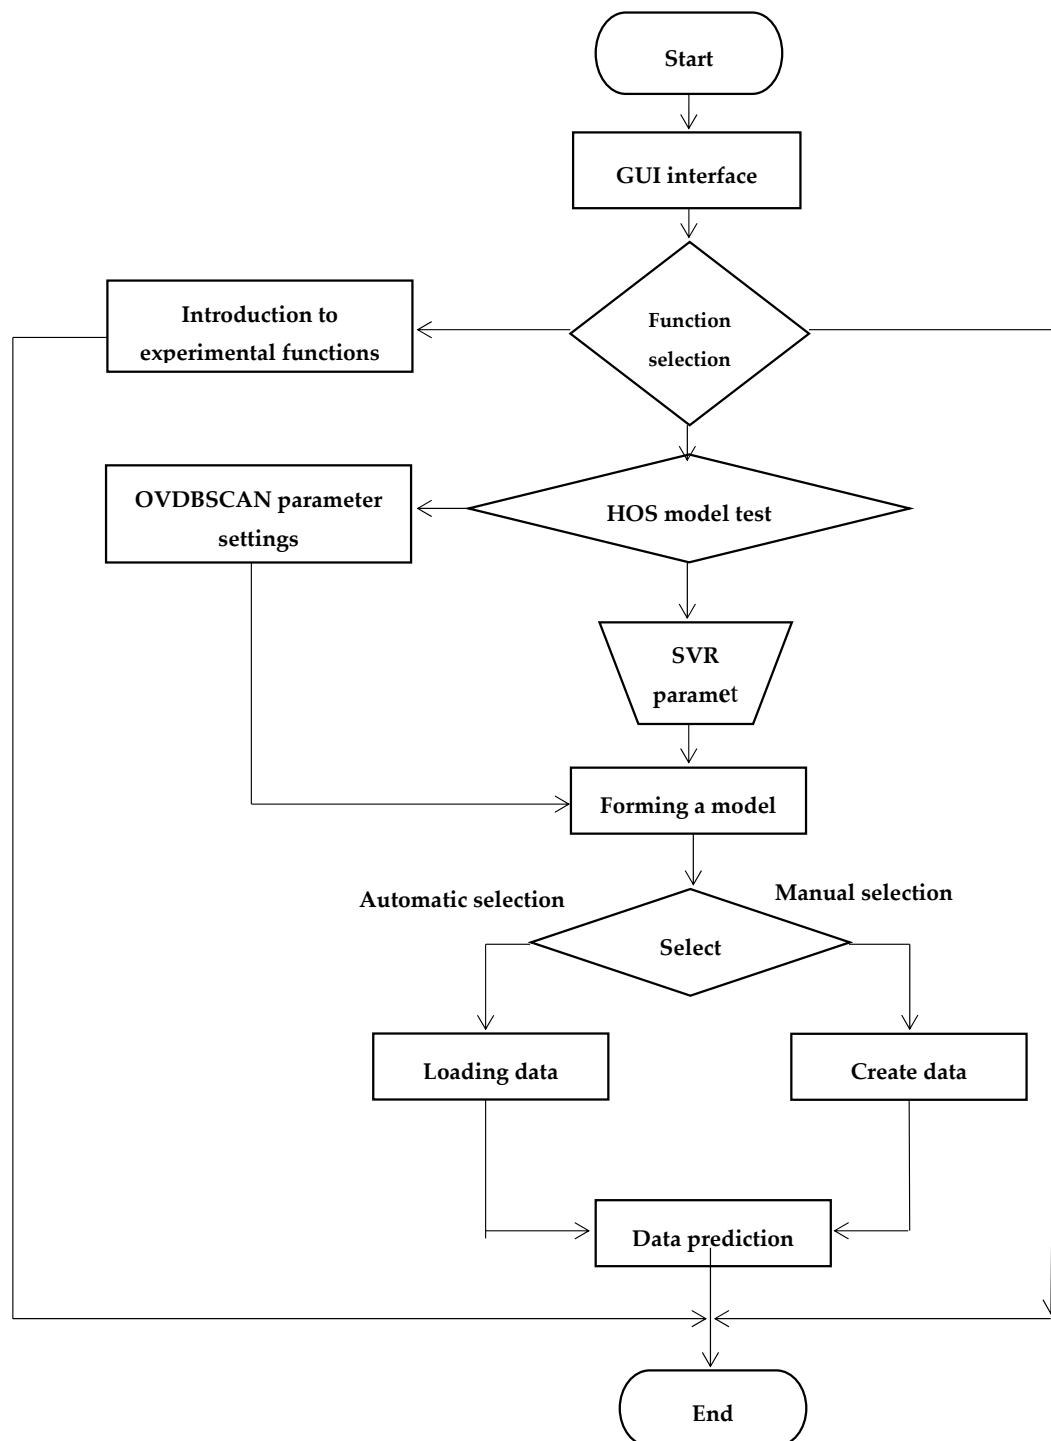 Start
GUI interface
Introduction to
experimental functions
Function
selection
OVDBSCAN parameter
settings
HOS model test
SVR
paramet
Forming a model
Automatic selection
Manual selection
Select
Loading data
Create data
Data prediction
End